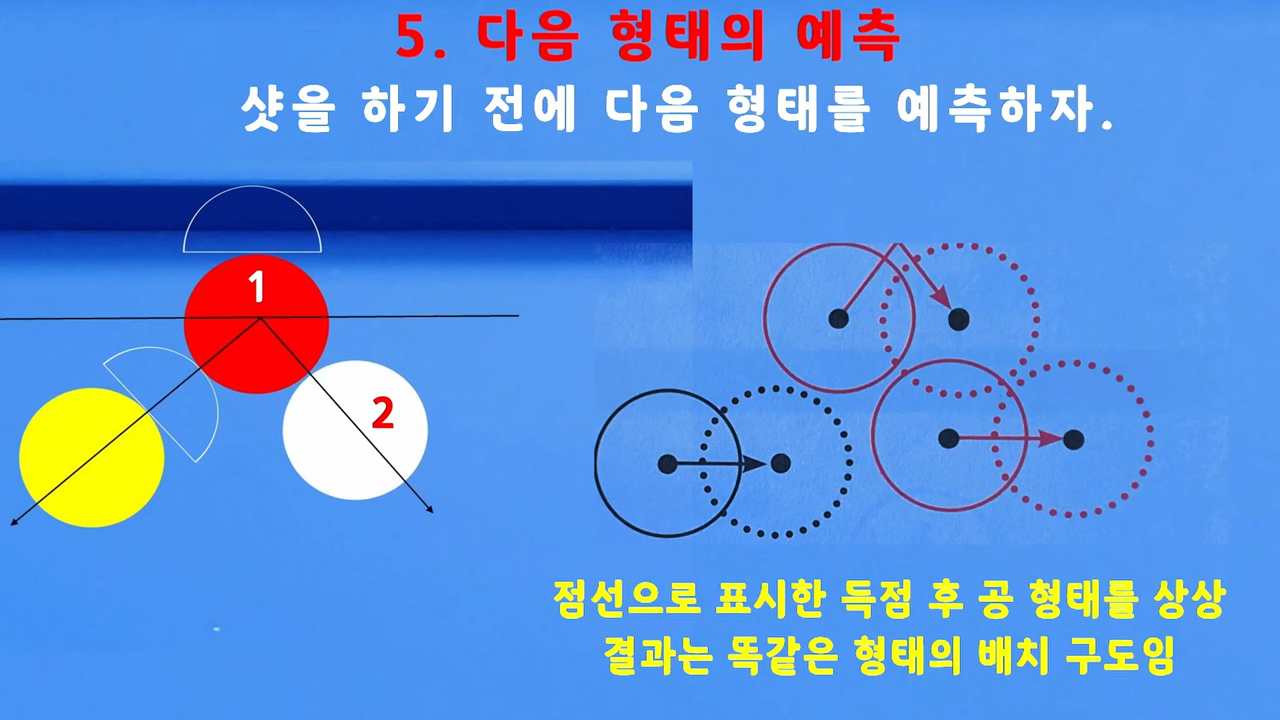 5. 다음 형태의 예측
샷을 하기 전에 다음 형태를 예측하자.
1
2
점선으로 표시한 득점 후 공 형태를 상상
결과는 똑같은 형태의 배치 구도임